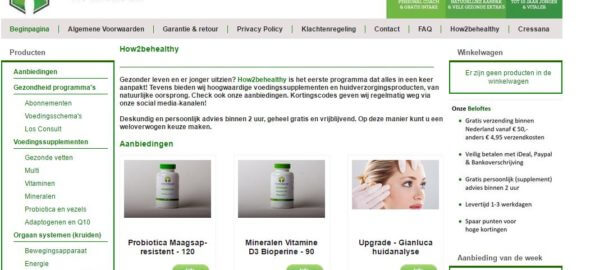 PERSONAL COACH
& GRATIS INTAKE
NATUURLIJKE AANPAK
& VELE GEZONDE EXTRA'S
TOT 10 JAAR JONGER
& VITALER
Beginpagina
Algemene Voorwaarden
Garantie & retour
Privacy Policy
Klachtenregeling
Contact
FAQ
How2behealthy
Cressana
Producten
Aanbiedingen
Gezondheid programma's
Abonnementen
Voedingsschema's
Los Consult
Voedingssupplementen
Gezonde vetten
Multi
Vitaminen
Mineralen
Probiotica en vezels
Adaptogenen en Q10
Orgaan systemen (kruiden)
Bewegingsapparaat
Energie
How2behealthy
Gezonder leven en er jonger uitzien? How2behealthy is het eerste programma dat alles in een keer
aanpakt! Tevens bieden wij hoogwaardige voedingssupplementen en huidverzorgingsproducten, van
natuurlijke oorsprong. Check ook onze aanbiedingen. Kortingscodes geven wij regelmatig via
onze social media-kanalen!
Deskundig en persoonlijk advies binnen 2 uur, geheel gratis en vrijblijvend. Op deze manier kunt u een
weloverwogen keuze maken.
Aanbiedingen
Probiotica Maagsap-
resistent - 120
Mineralen Vitamine
D3 Bioperine - 90
Upgrade - Gianluca
huidanalyse
Winkelwagen
Er zijn geen producten in de
winkelwagen
Onze Beloftes
Gratis verzending binnen
Nederland vanaf € 50,-
anders € 4,95 verzendkosten
Veilig betalen met iDeal, Paypal
& Bankoverschrijving
Gratis persoonlijk (supplement)
advies binnen 2 uur
Levertijd 1-3 werkdagen
Spaar punten voor
hoge kortingen
Aanbieding van de week